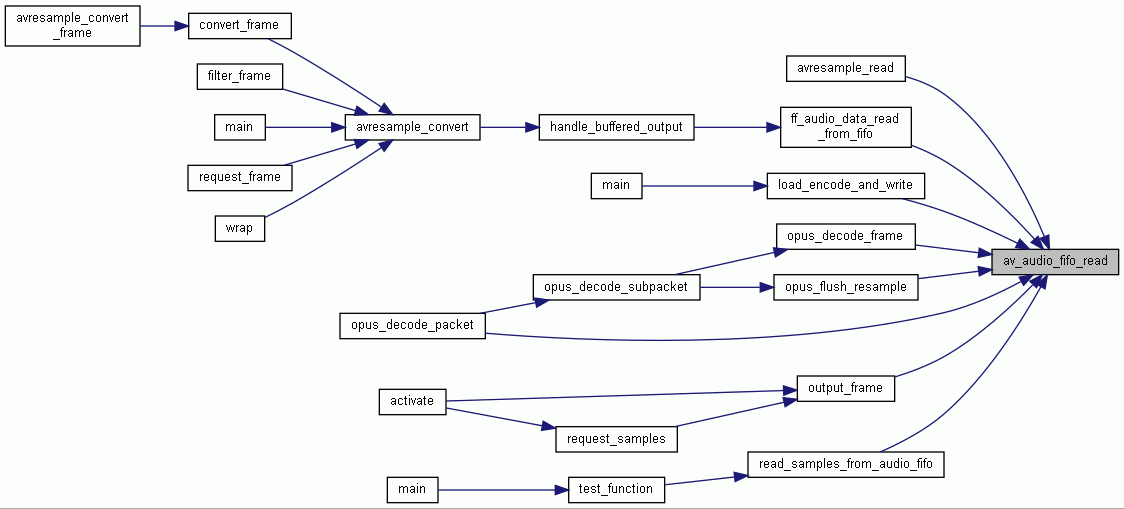 avresample_convert
_frame
convert_frame
filter_frame
main
request_frame
wrap
avresample_convert
handle_buffered_output
avresample_read
ff_audio_data_read
_from_fifo
main
load_encode_and_write
opus_decode_frame
opus_decode_subpacket
opus_flush_resample
opus_decode_packet
av_audio_fifo_read
output_frame
activate
request_samples
read_samples_from_audio_fifo
main
test_function